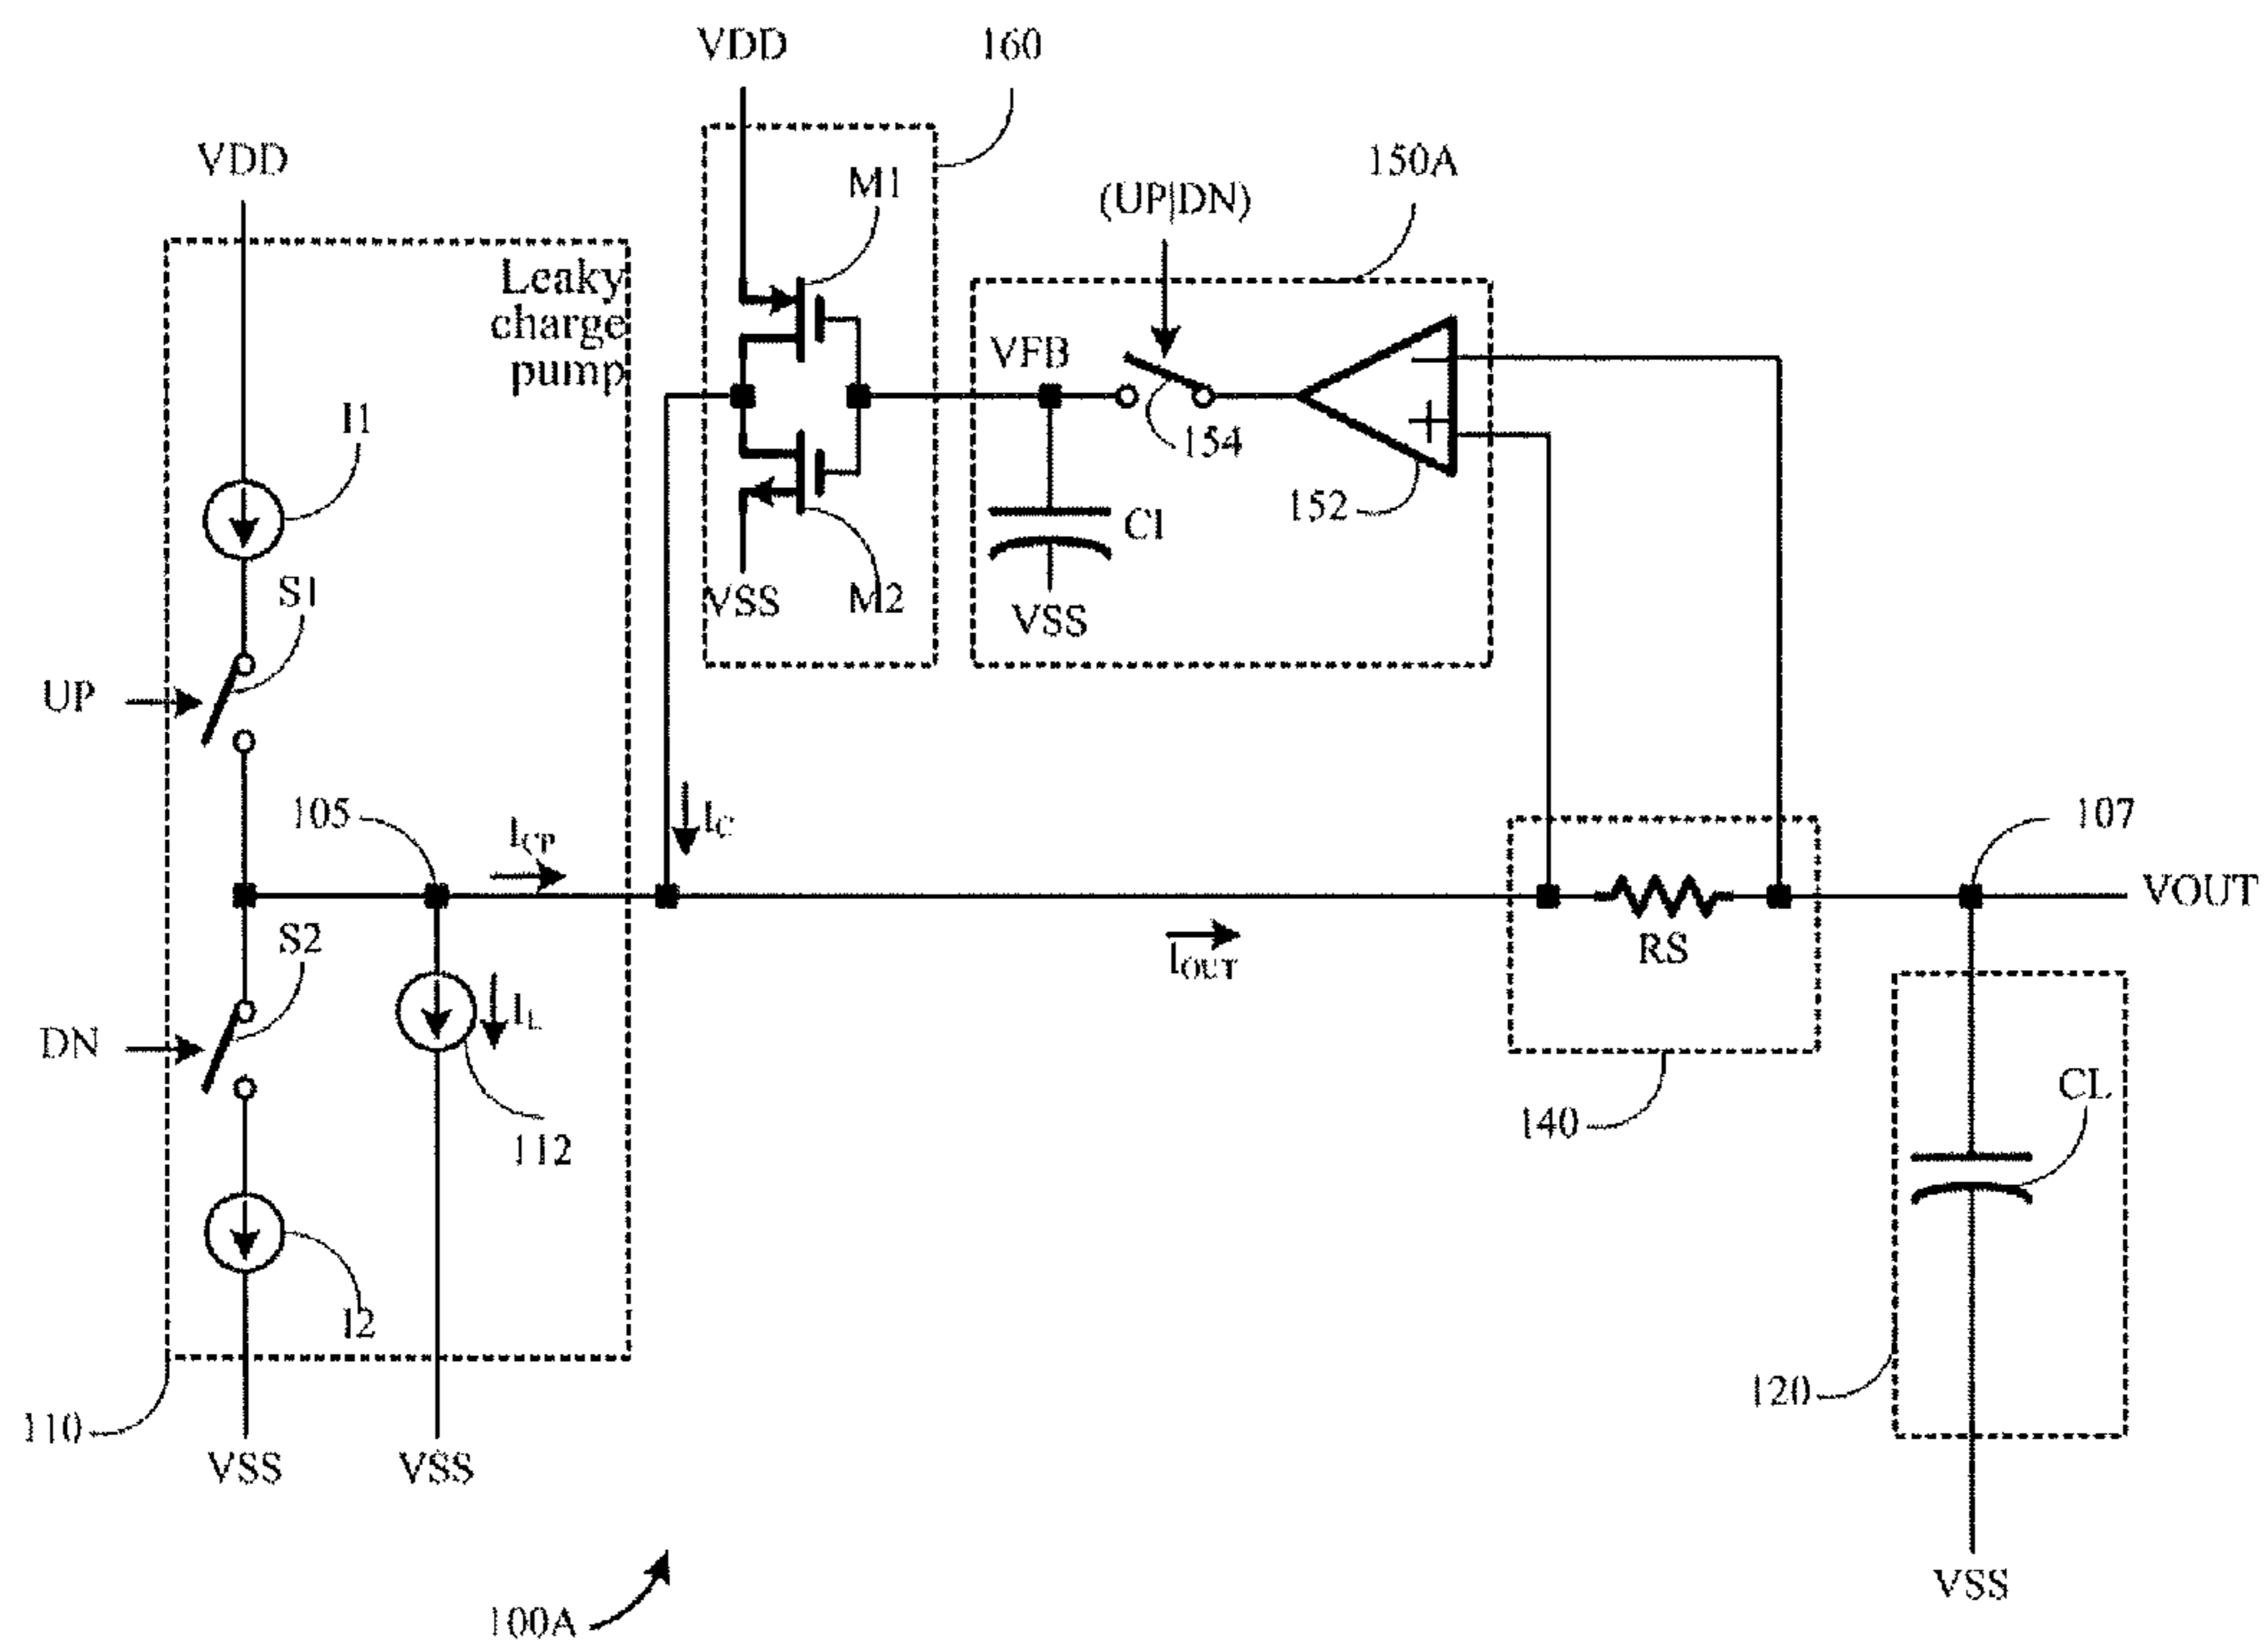 VDD
160
VDD
M1
150A
(UP|DN)
Leaky
charge
pump
VFB
I1
154
152
CI
S1
VSS
M2
VSS
UP
105
ICP
IC
107
VOUT
S2
IOUT
RS
DN
IL
CL
112
140
I2
120
110
VSS
VSS
VSS
100A